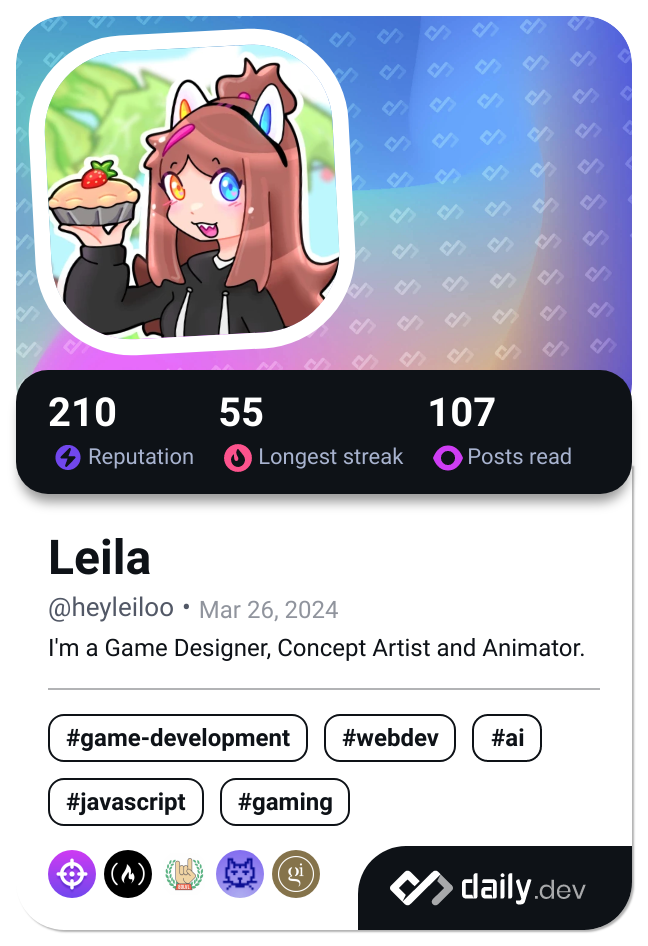 210 55 107
Reputation Longest streak Posts read
Leila
@heyleiloo • Mar 26, 2024
I'm a Game Designer, Concept Artist and Animator.
#game-development #webdev #ai
#javascript #gaming
gi
daily.dev